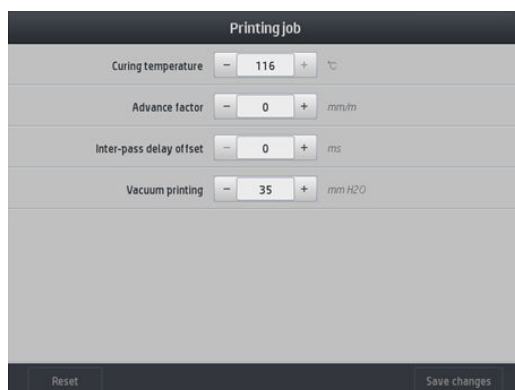 Printing job
Curing temperature - 116 + °C
Advance factor - 0 + mm/m
Inter-pass delay offset - 0 + ms
Vacuum printing - 35 + mm H2O
Reset Save changes